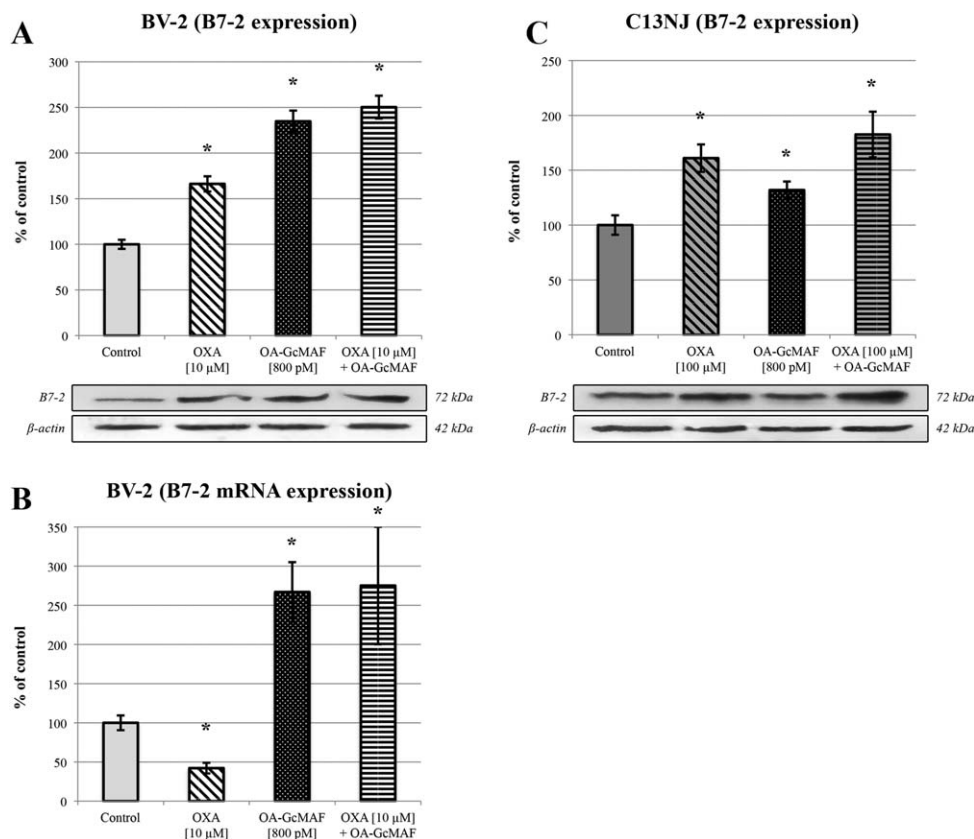 A
BV-2 (B7-2 expression)
% of control
300
250
200
150
100
50
0
* * *
Control OXA OA-GcMAF OXA [10 µM]
[10 µM] [800 pM] + OA-GcMAF
B7-2 72 kDa
β-actin 42 kDa
C
C13NJ (B7-2 expression)
% of control
250
200
150
100
50
0
* * *
Control OXA OA-GcMAF OXA [100 µM]
[100 µM] [800 pM] + OA-GcMAF
B7-2 72 kDa
β-actin 42 kDa
B
BV-2 (B7-2 mRNA expression)
% of control
350
300
250
200
150
100
50
0
* * *
Control OXA OA-GcMAF OXA [10 µM]
[10 µM] [800 pM] + OA-GcMAF